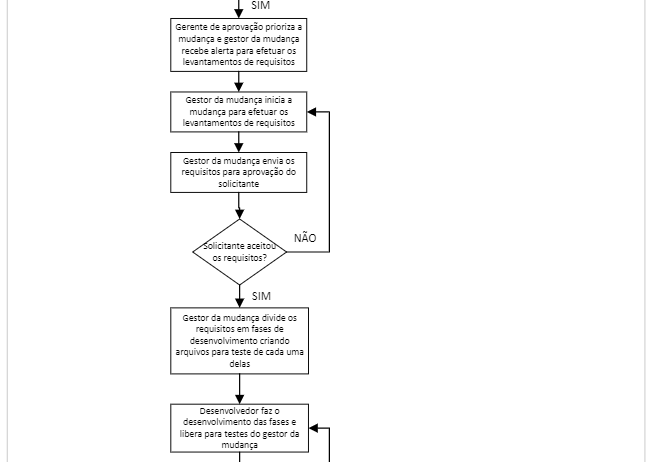 SIM
Gerente de aprovação prioriza a
mudança e gestor da mudança
recebe alerta para efetuar os
levantamentos de requisitos
Gestor da mudança inicia a
mudança para efetuar os
levantamentos de requisitos
Gestor da mudança envia os
requisitos para aprovação do
solicitante
NÃO
Solicitante aceitou
os requisitos?
SIM
Gestor da mudança divide os
requisitos em fases de
desenvolvimento criando
arquivos para teste de cada uma
delas
Desenvolvedor faz o
desenvolvimento das fases e
libera para testes do gestor da
mudança